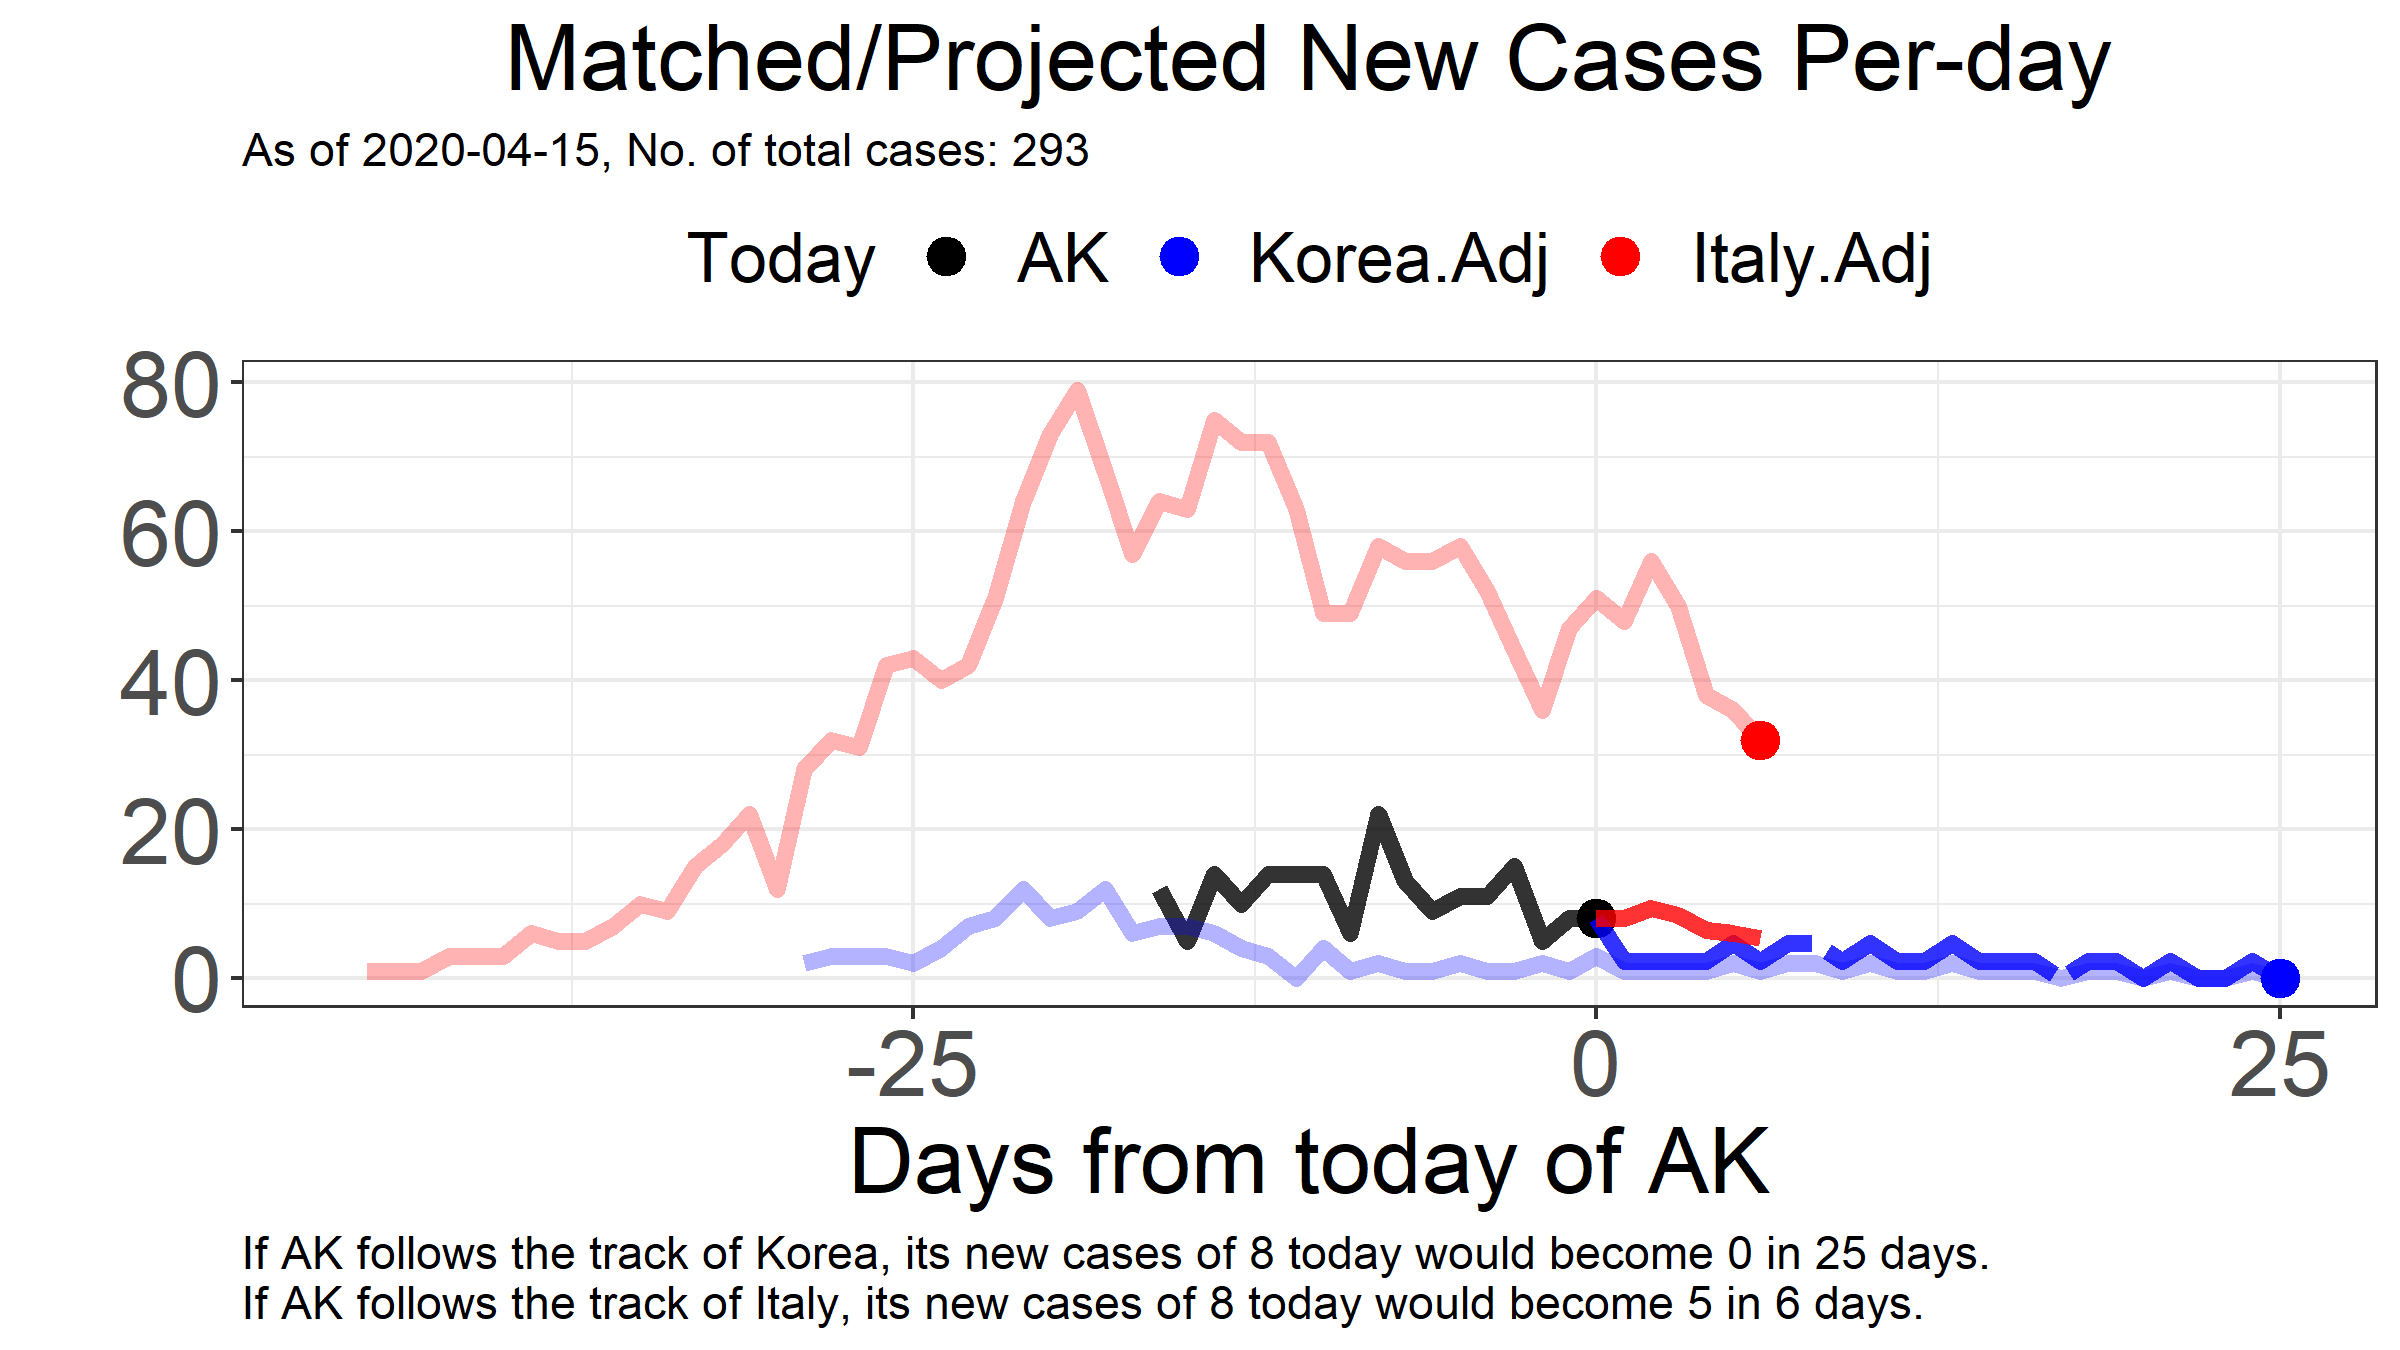 Matched/Projected New Cases Per-day
As of 2020-04-15, No. of total cases: 293
Today AK Korea.Adj Italy.Adj
80
60
40
20
0
-25 0 25
Days from today of AK
If AK follows the track of Korea, its new cases of 8 today would become 0 in 25 days.
If AK follows the track of Italy, its new cases of 8 today would become 5 in 6 days.